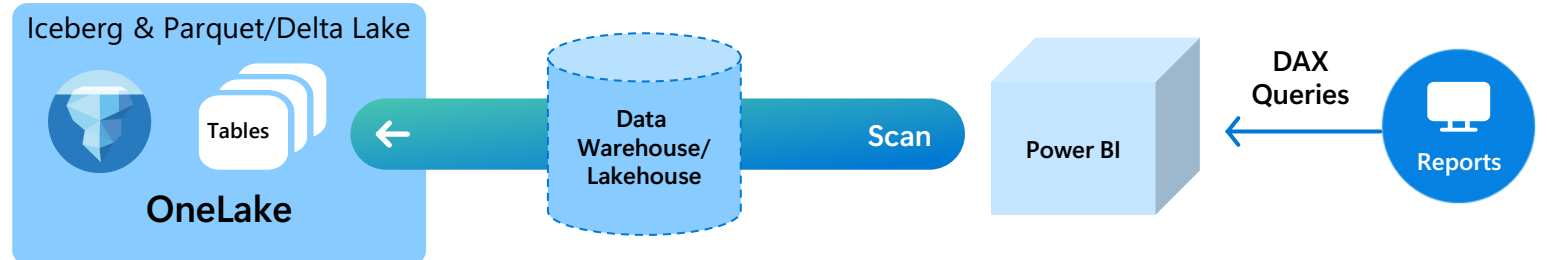 Iceberg & Parquet/Delta Lake
Tables
OneLake
Data
Warehouse/
Lakehouse
Scan
Power BI
DAX
Queries
Reports